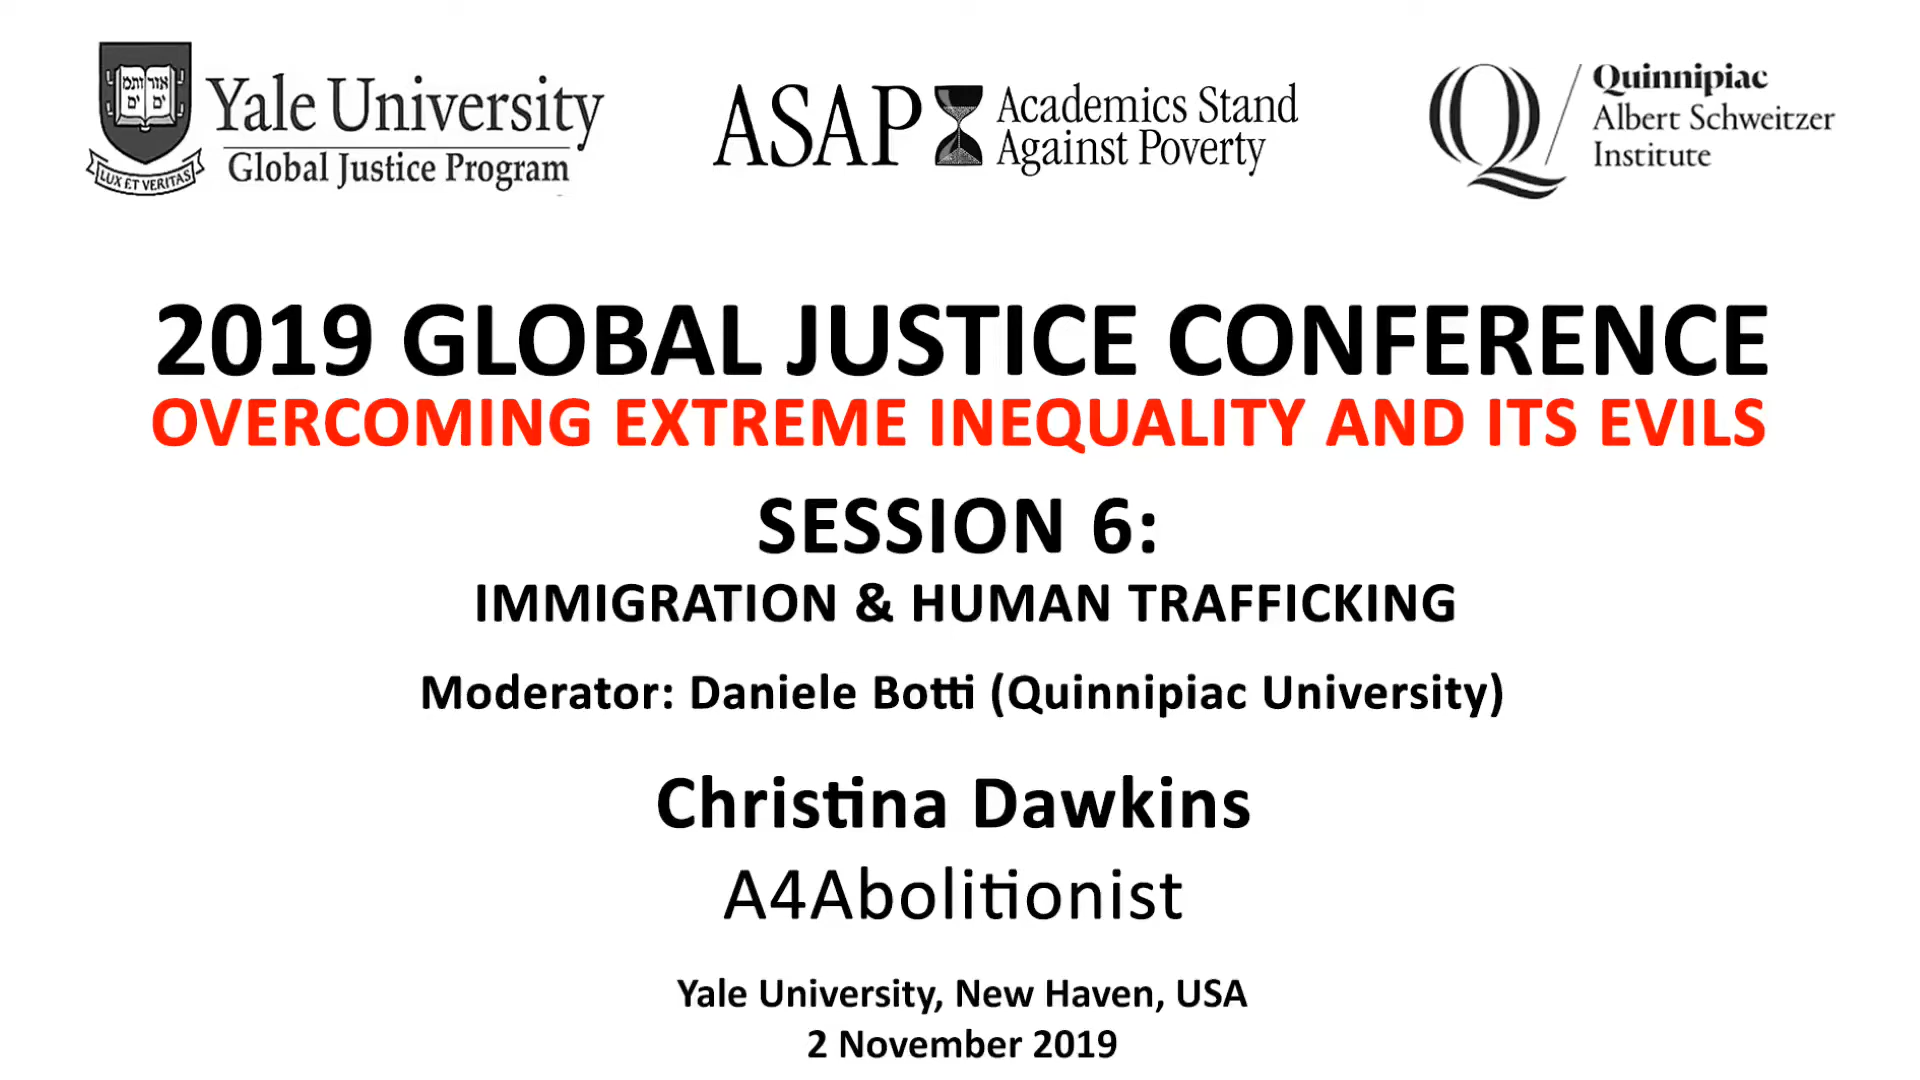 אורים
ותמים
LUX ET VERITAS
Yale University
Global Justice Program
ASAP Academics Stand
Against Poverty
Quinnipiac
Albert Schweitzer
Institute
2019 GLOBAL JUSTICE CONFERENCE
OVERCOMING EXTREME INEQUALITY AND ITS EVILS
SESSION 6:
IMMIGRATION & HUMAN TRAFFICKING
Moderator: Daniele Botti (Quinnipiac University)
Christina Dawkins
A4Abolitionist
Yale University, New Haven, USA
2 November 2019